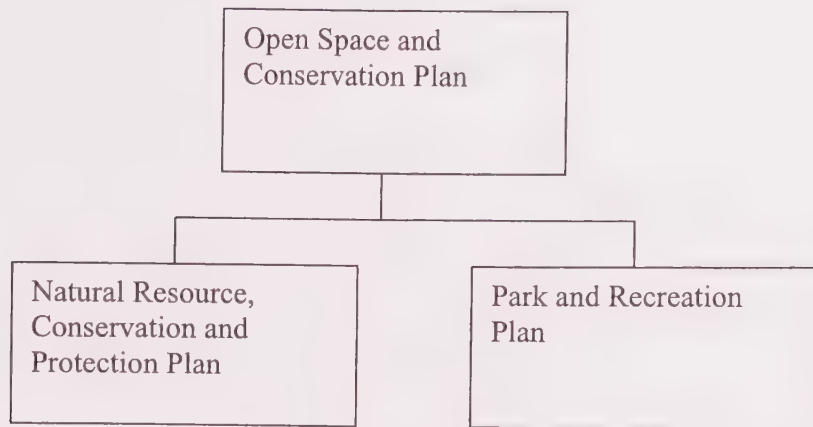 Open Space and
Conservation Plan
Natural Resource,
Conservation and
Protection Plan
Park and Recreation
Plan